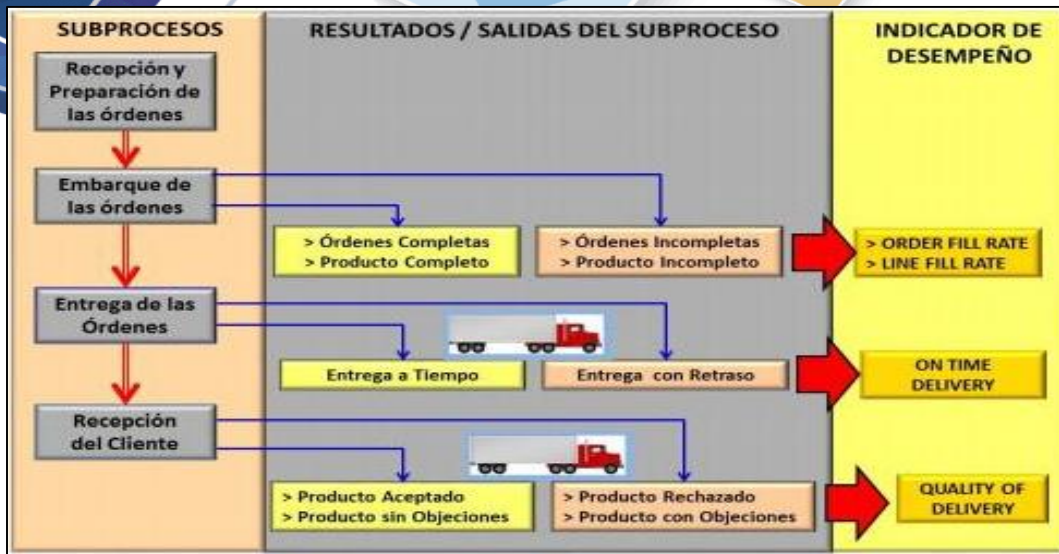 SUBPROCESOS
RESULTADOS / SALIDAS DEL SUBPROCESO
INDICADOR DE
DESEMPEÑO
Recepción y
Preparación de
las órdenes
Embarque de
las órdenes
> Órdenes Completas
> Producto Completo
> Órdenes Incompletas
> Producto Incompleto
> ORDER FILL RATE
> LINE FILL RATE
Entrega de las
Órdenes
Entrega a Tiempo
Entrega con Retraso
ON TIME
DELIVERY
Recepción
del Cliente
> Producto Aceptado
> Producto sin Objeciones
> Producto Rechazado
> Producto con Objeciones
QUALITY OF
DELIVERY